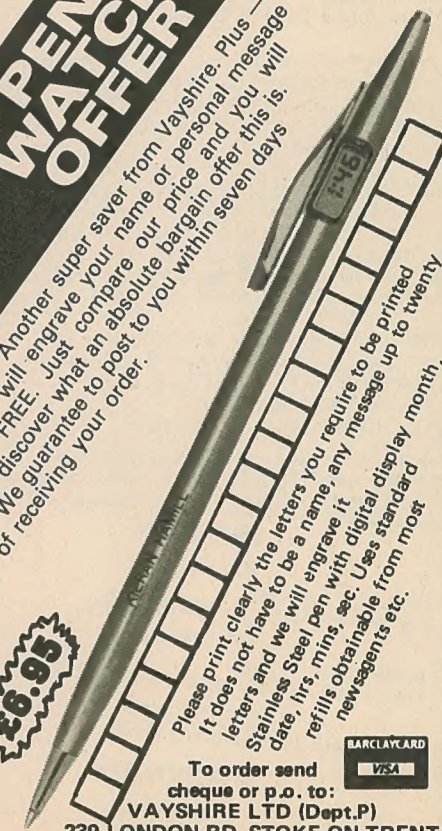 PEN
WATCH
OFFER
Another super saver from Vayshire. Plus —
will engrave your name or personal message
FREE. Just compare our price and you will
discover what an absolute bargain offer this is.
We guarantee to post to you within seven days
of receiving your order.
1:46
KIERAN HAMILL
£6.95
Please print clearly the letters you require to be printed
It does not have to be a name, any message up to twenty
letters and we will engrave it
Stainless Steel pen with digital display month,
date, hrs, mins, sec. Uses standard
refills obtainable from most
newsagents etc.
BARCLAYCARD
VISA
To order send
cheque or p.o. to:
VAYSHIRE LTD (Dept.P)
239 LONDON RD, STOKE-ON-TRENT